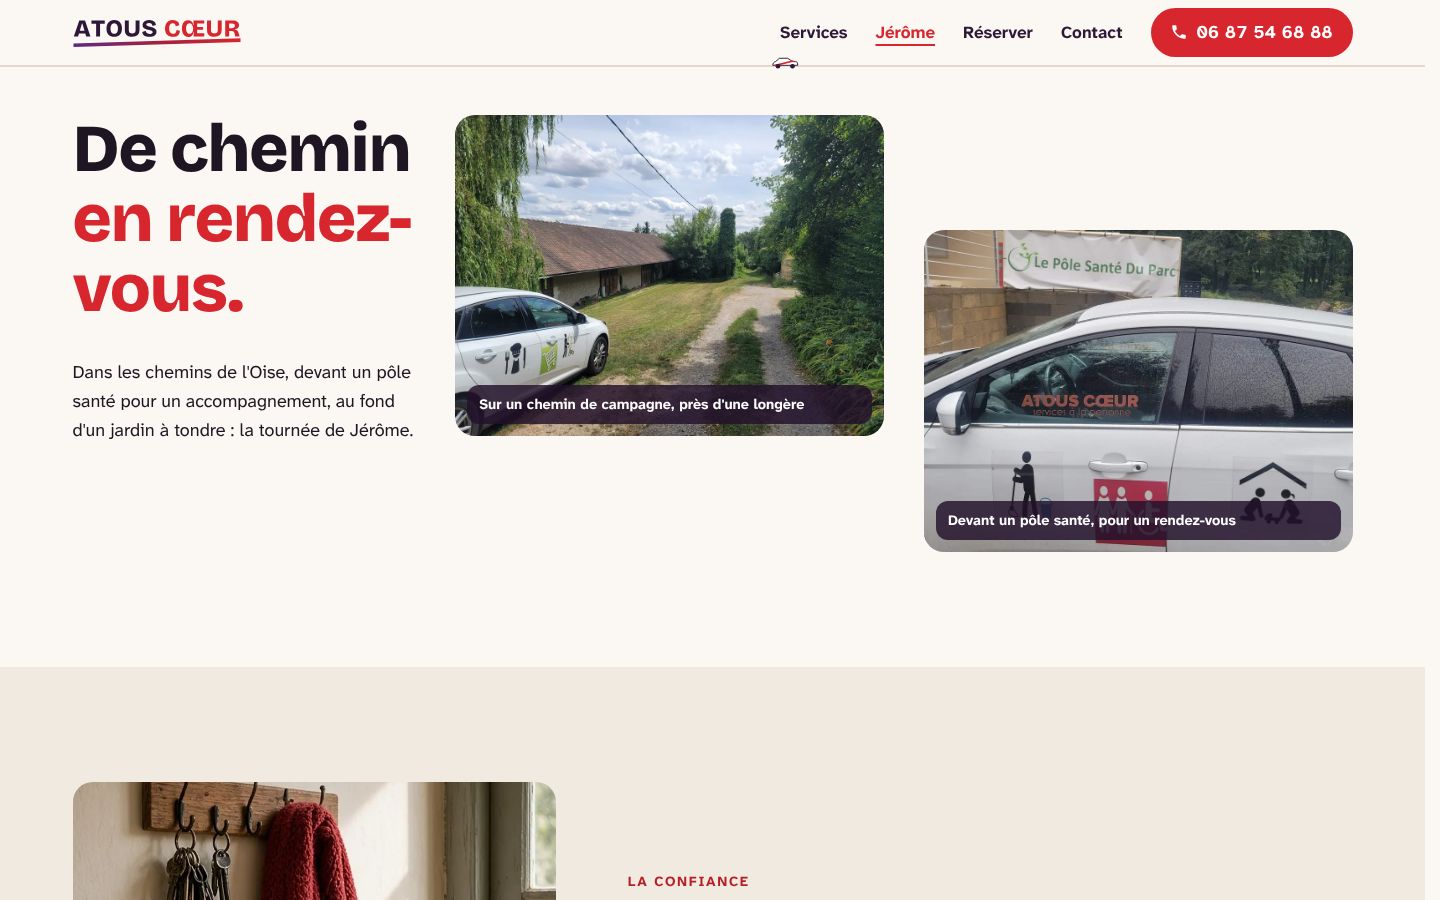 ATOUS CŒUR
Services
Jérôme
Réserver
Contact
06 87 54 68 88
De chemin
en rendez-
vous.
Dans les chemins de l'Oise, devant un pôle
santé pour un accompagnement, au fond
d'un jardin à tondre : la tournée de Jérôme.
Sur un chemin de campagne, près d'une longère
Le Pôle Santé Du Parc
ATOUS CŒUR
services à la personne
Devant un pôle santé, pour un rendez-vous
LA CONFIANCE